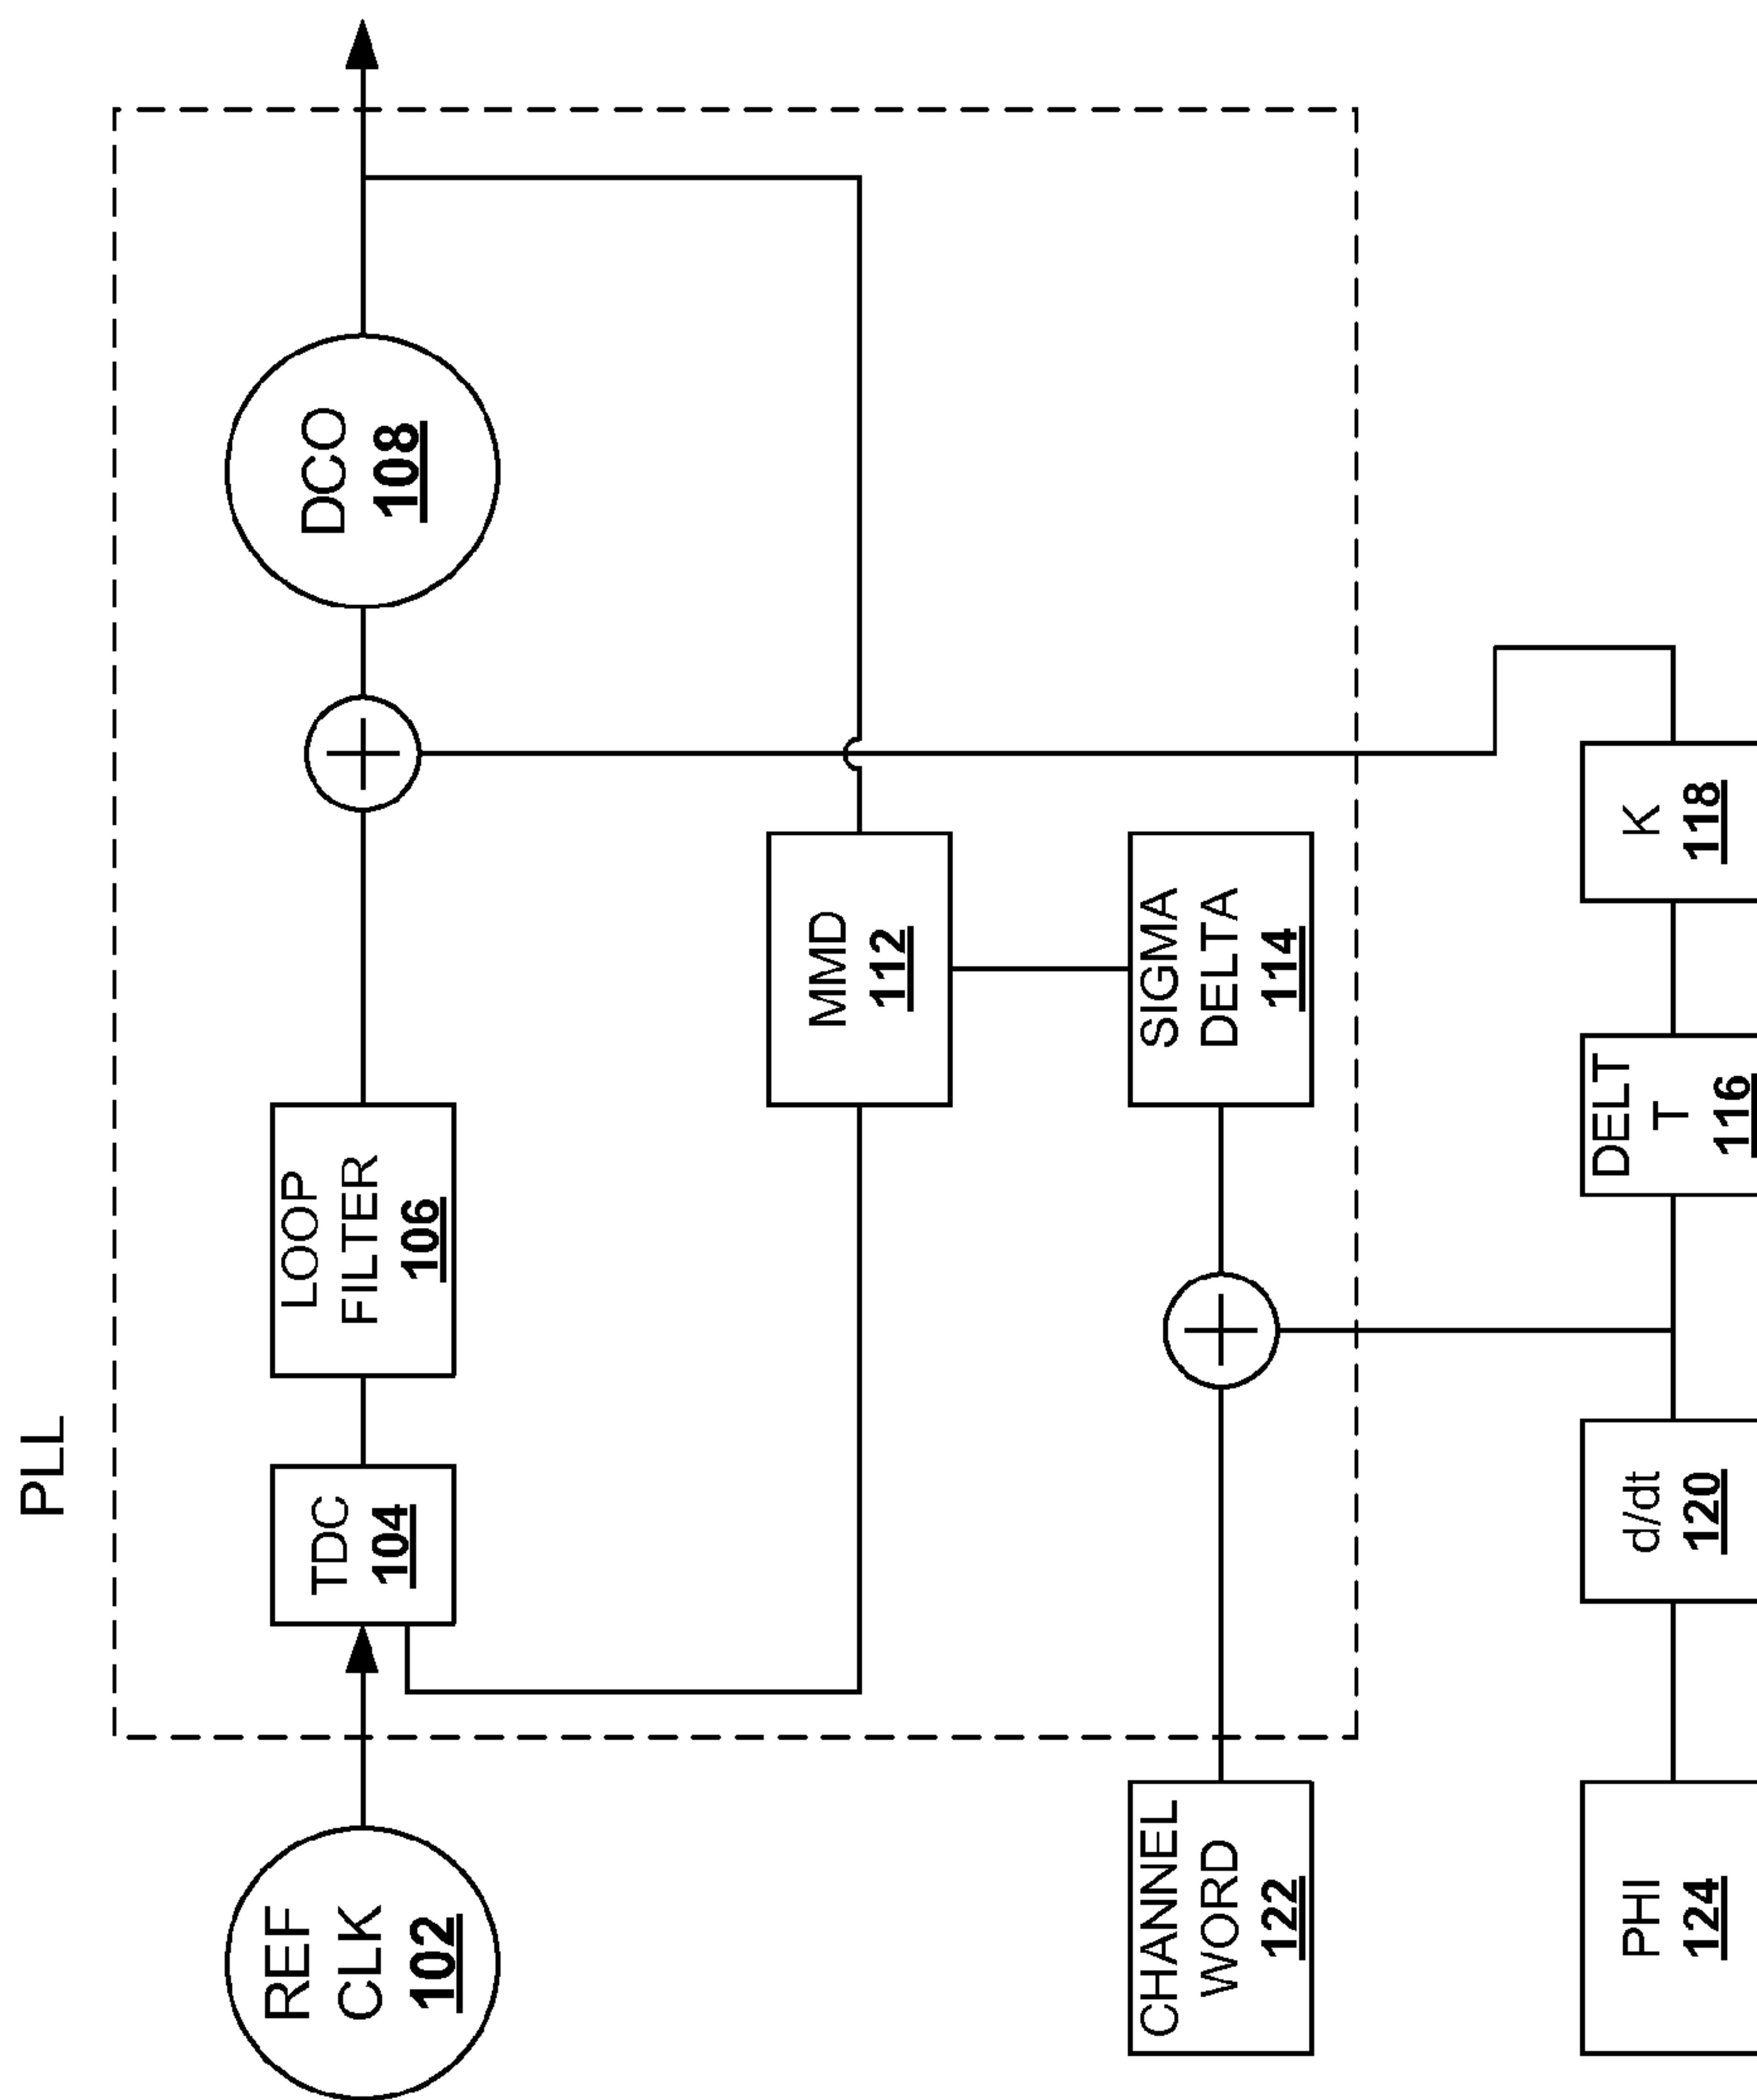 PLL
REF
CLK
102
TDC
104
LOOP
FILTER
106
+
DCO
108
MMD
112
CHANNEL
WORD
122
+
SIGMA
DELTA
114
PHI
124
d/dt
120
DELT
T
116
K
118